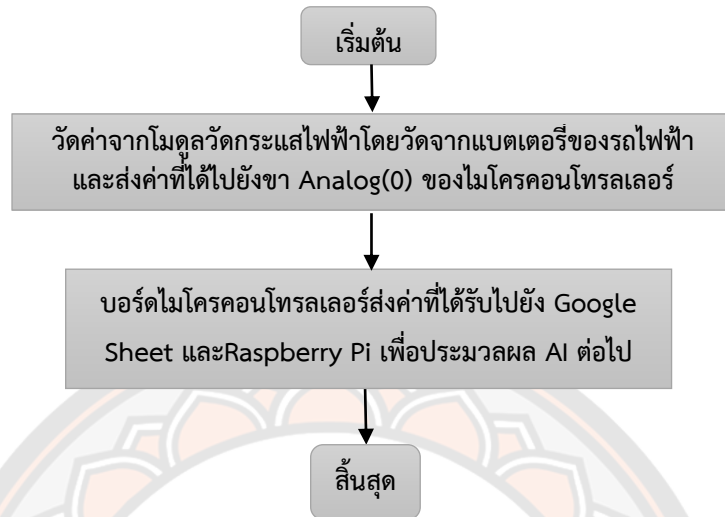 เริ่มต้น
วัดค่าจากโมดูลวัดกระแสไฟฟ้าโดยวัดจากแบตเตอรี่ของรถไฟฟ้า
และส่งค่าที่ได้ไปยังขา Analog(0) ของไมโครคอนโทรลเลอร์
บอร์ดไมโครคอนโทรลเลอร์ส่งค่าที่ได้รับไปยัง Google
Sheet และRaspberry Pi เพื่อประมวลผล AI ต่อไป
สิ้นสุด